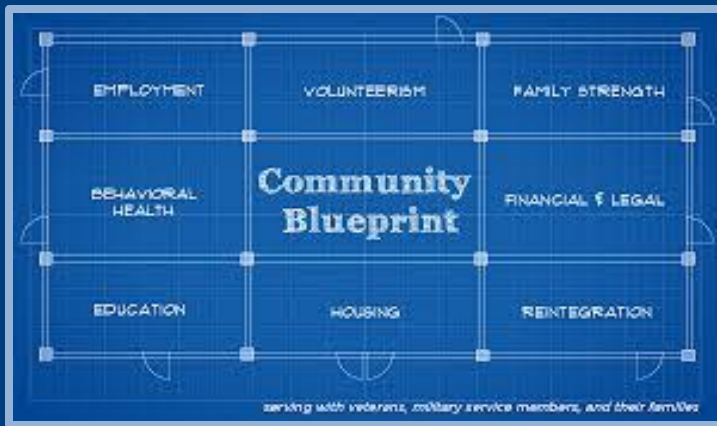 EMPLOYMENT
VOLUNTEERISM
FAMILY STRENGTH
BEHAVIORAL
HEALTH
Community
Blueprint
FINANCIAL & LEGAL
EDUCATION
HOUSING
REINTEGRATION
serving with veterans, military service members, and their families